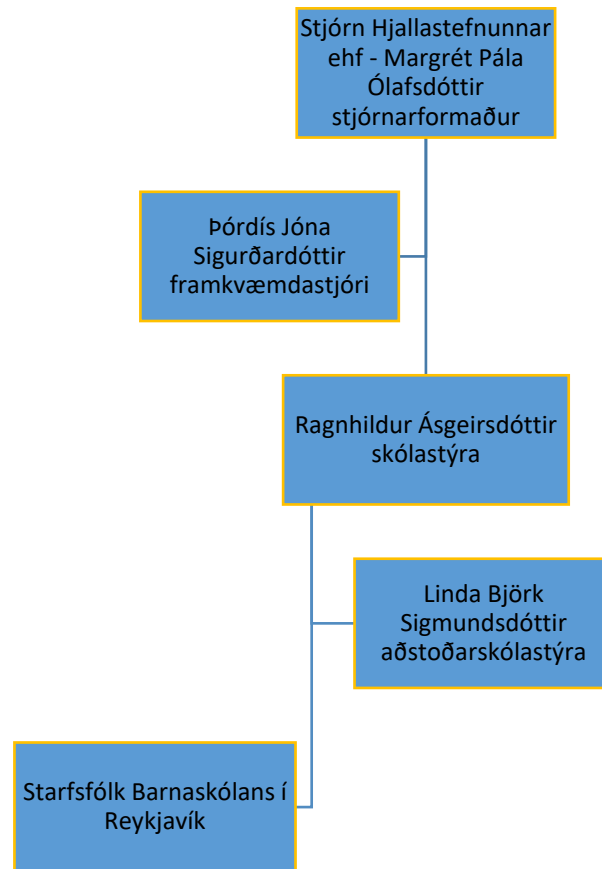 Stjórn Hjallastefnunnar
ehf - Margrét Pála
Ólafsdóttir
stjórnarformaður
Þórdís Jóna
Sigurðardóttir
framkvæmdastjóri
Ragnhildur Ásgeirsdóttir
skólastýra
Linda Björk
Sigmundsdóttir
aðstoðarskólastýra
Starfsfólk Barnaskólans í
Reykjavík